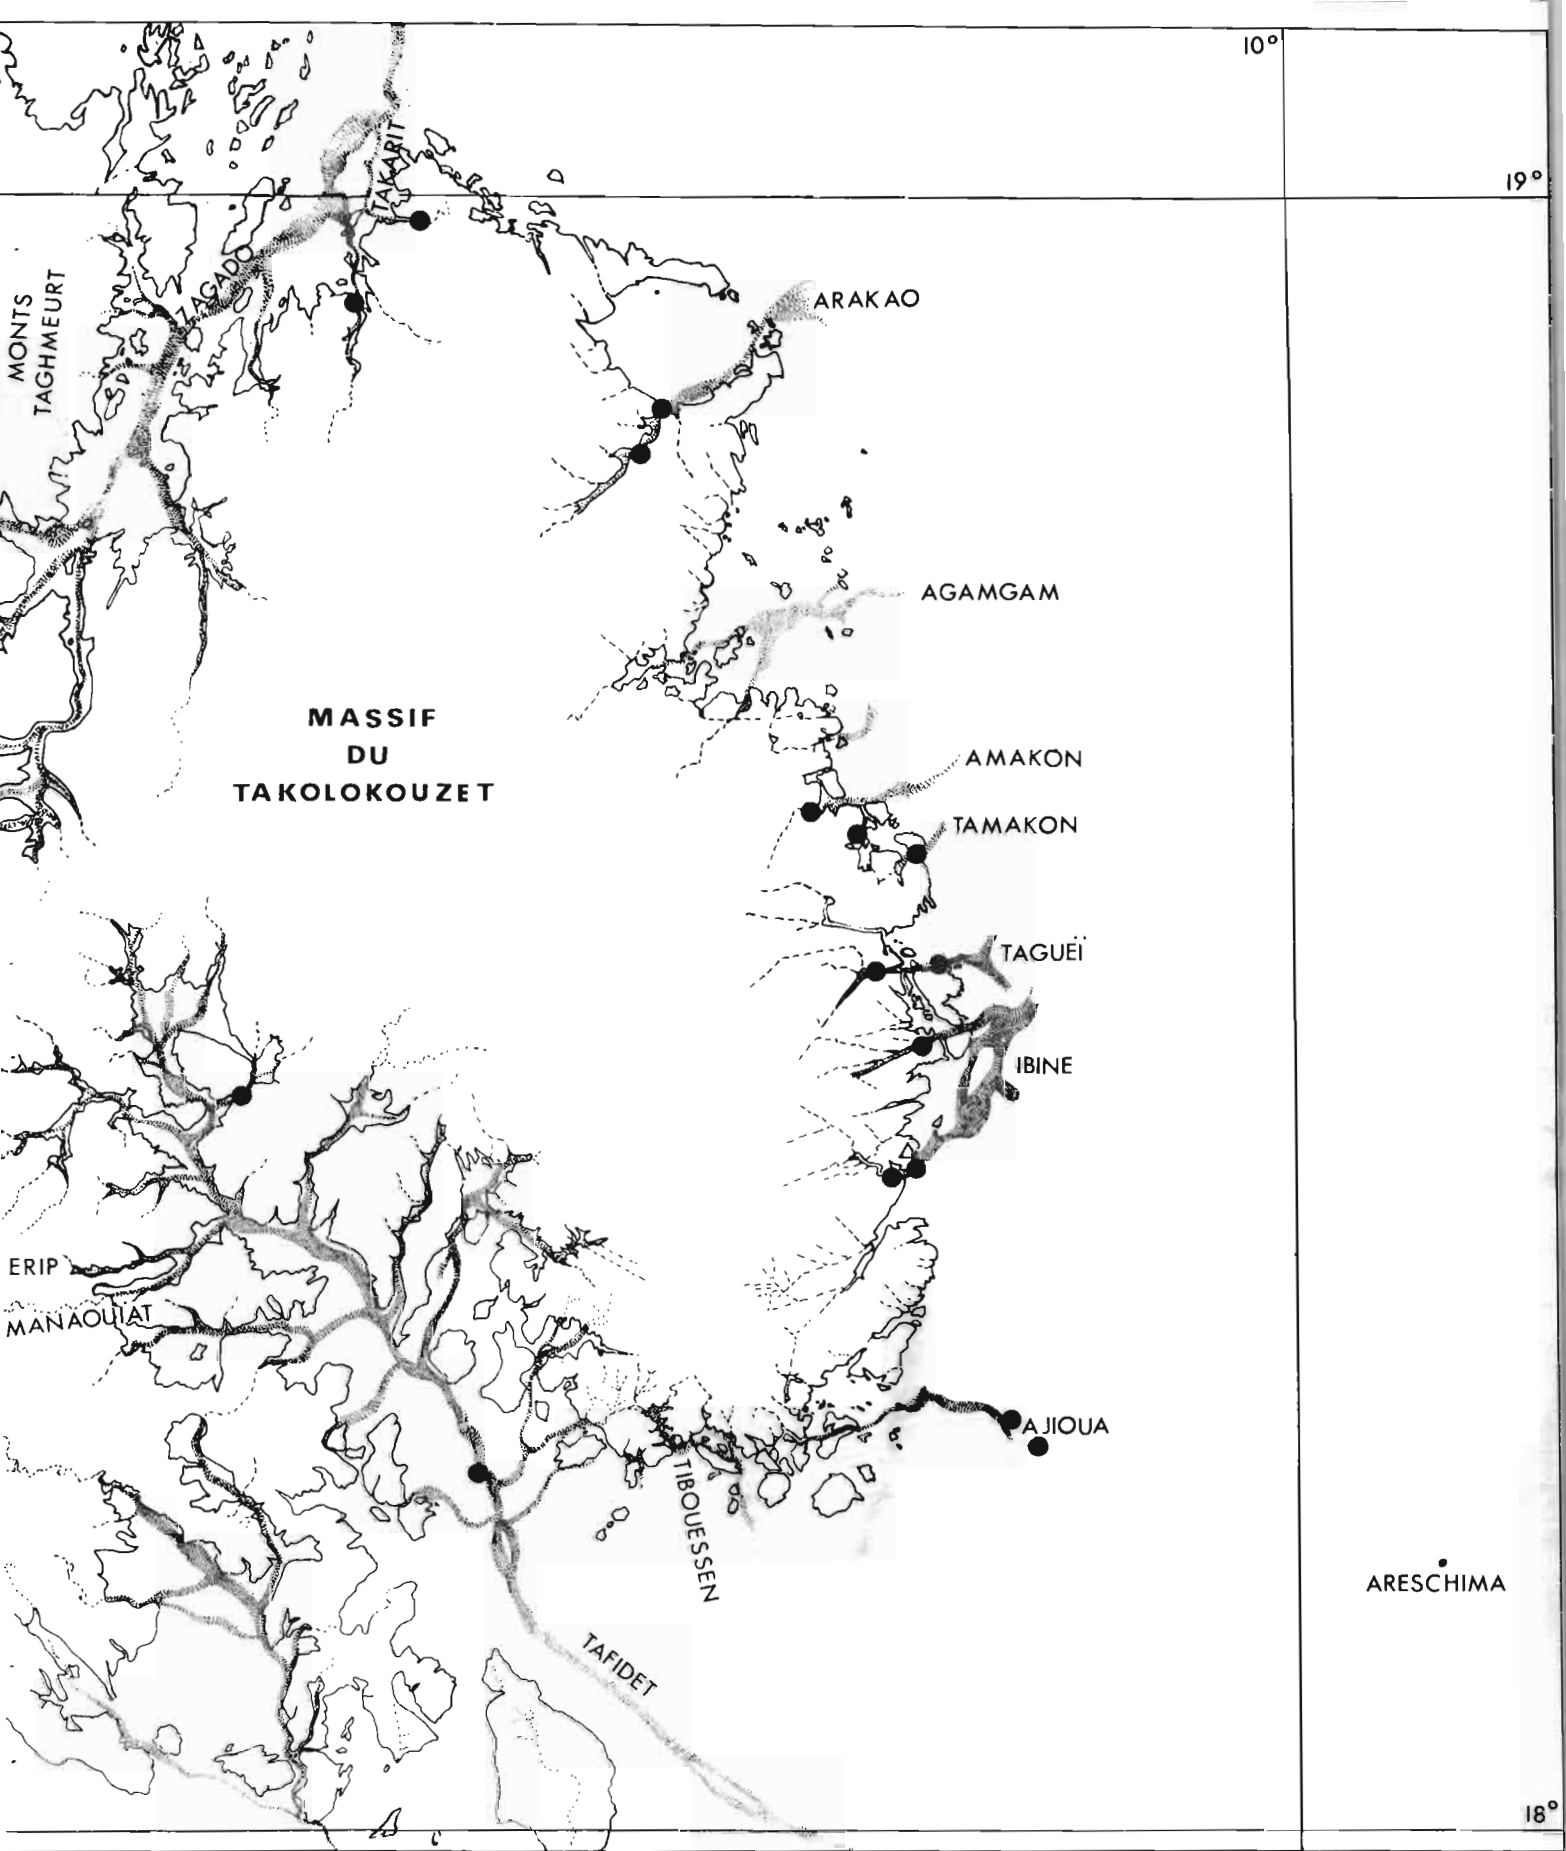 10°
19°
TAKARIT
ZAGADO
MONTS
TAGHMEURT
ARAKAO
AGAMGAM
MASSIF
DU
TAKOLOKOUZET
AMAKON
TAMAKON
TAGUEÏ
IBINE
ERIP
MANAOUIAT
AJIOUA
TIBOUESSEN
ARESCHIMA
TAFIDET
18°